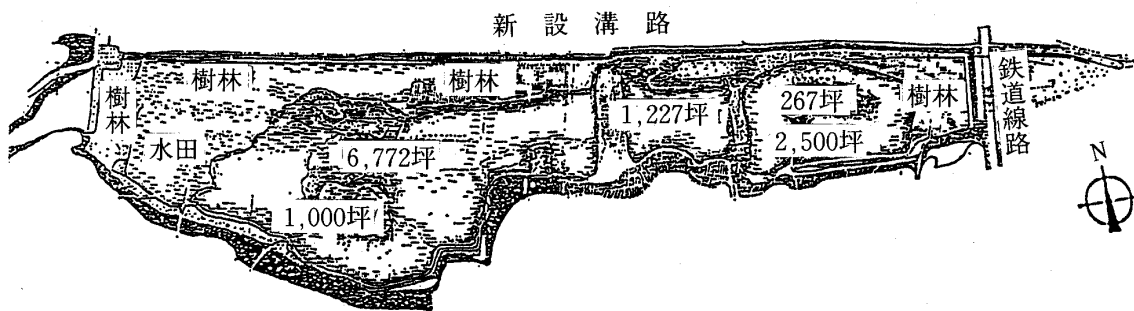 新設溝路
樹林
樹林
樹林
水田
6,772坪
1,000坪
1,227坪
267坪
2,500坪
樹林
鉄道線路
N